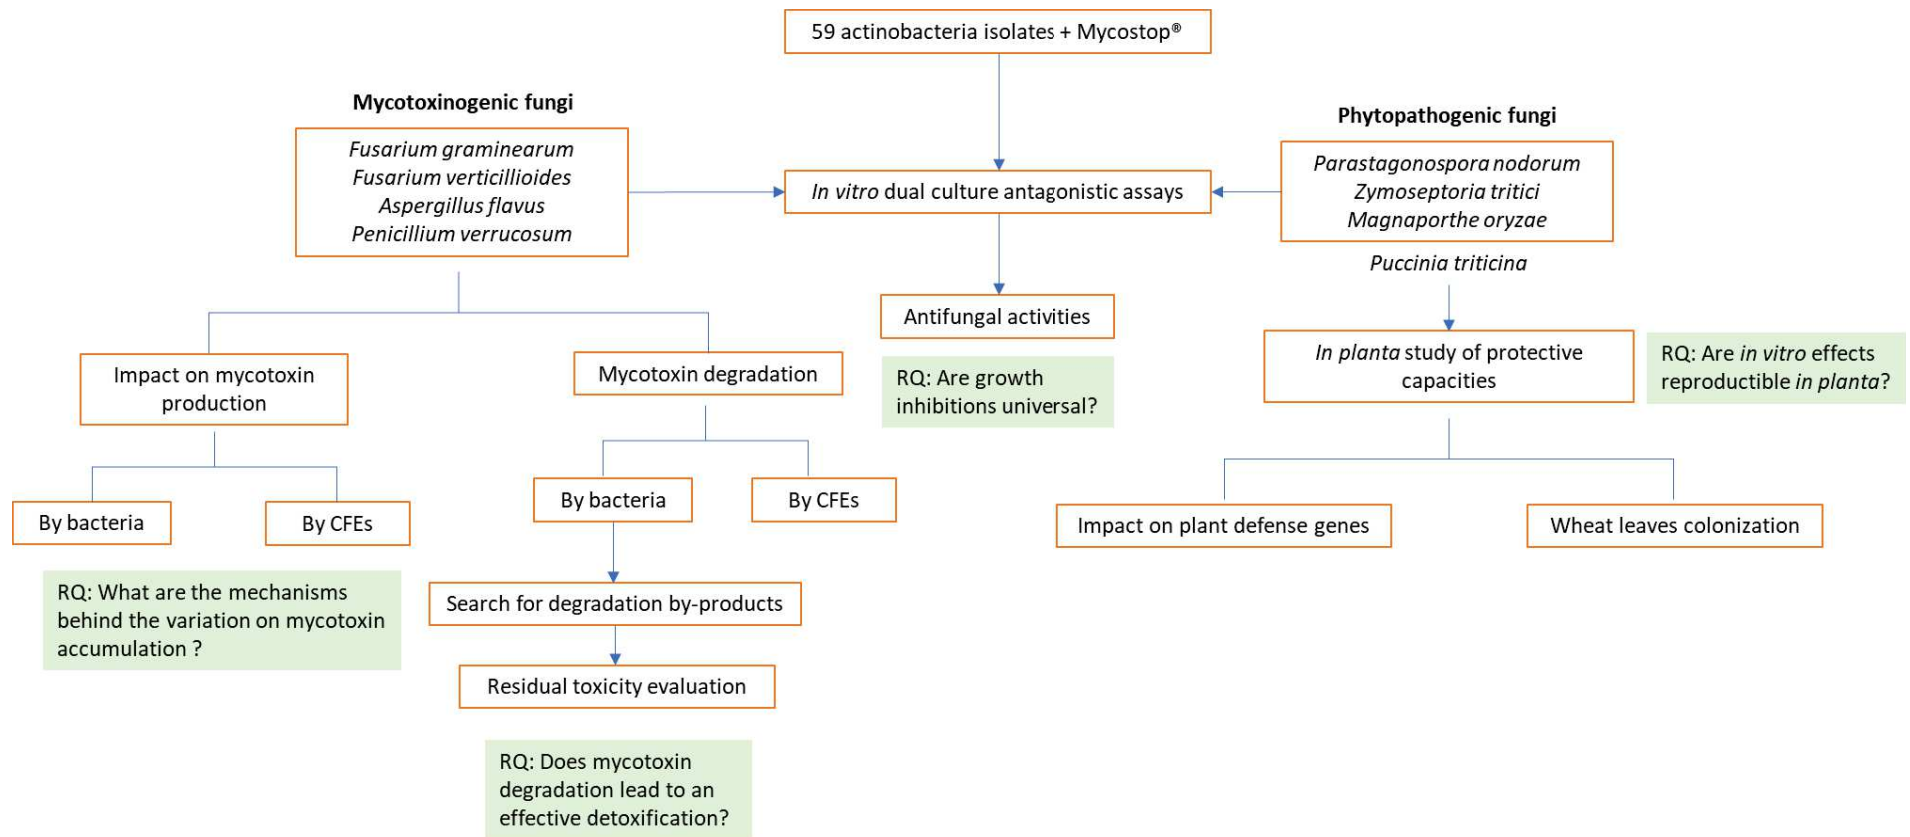 59 actinobacteria isolates + Mycostop®
Mycotoxinogenic fungi
Fusarium graminearum
Fusarium verticillioides
Aspergillus flavus
Penicillium verrucosum
In vitro dual culture antagonistic assays
Phytopathogenic fungi
Parastagonospora nodorum
Zymoseptoria tritici
Magnaporthe oryzae
Puccinia triticina
Antifungal activities
RQ: Are growth
inhibitions universal?
Impact on mycotoxin
production
Mycotoxin degradation
In planta study of protective
capacities
RQ: Are in vitro effects
reproductible in planta?
By bacteria
By CFEs
By bacteria
By CFEs
Impact on plant defense genes
Wheat leaves colonization
RQ: What are the mechanisms
behind the variation on mycotoxin
accumulation ?
Search for degradation by-products
Residual toxicity evaluation
RQ: Does mycotoxin
degradation lead to an
effective detoxification?